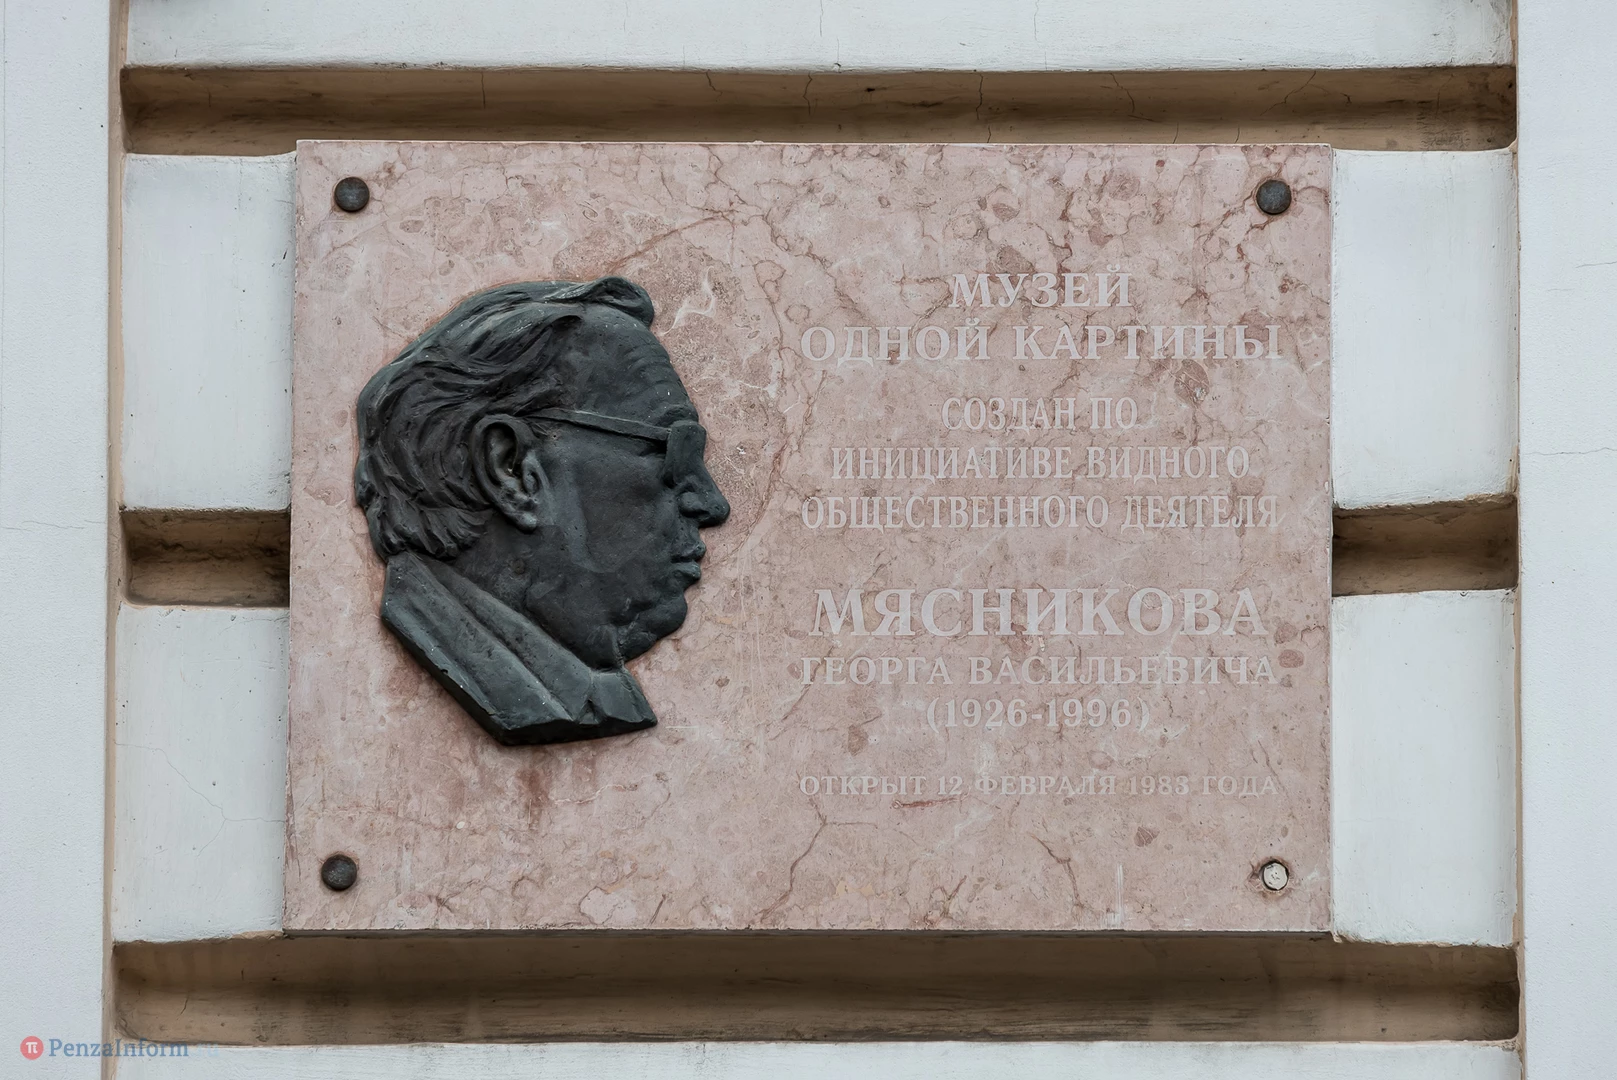 МУЗЕЙ
ОДНОЙ КАРТИНЫ
СОЗДАН ПО
ИНИЦИАТИВЕ ВИДНОГО
ОБЩЕСТВЕННОГО ДЕЯТЕЛЯ
МЯСНИКОВА
ГЕОРГА ВАСИЛЬЕВИЧА
(1926-1996)
ОТКРЫТ 12 ФЕВРАЛЯ 1983 ГОДА
PenzaInform